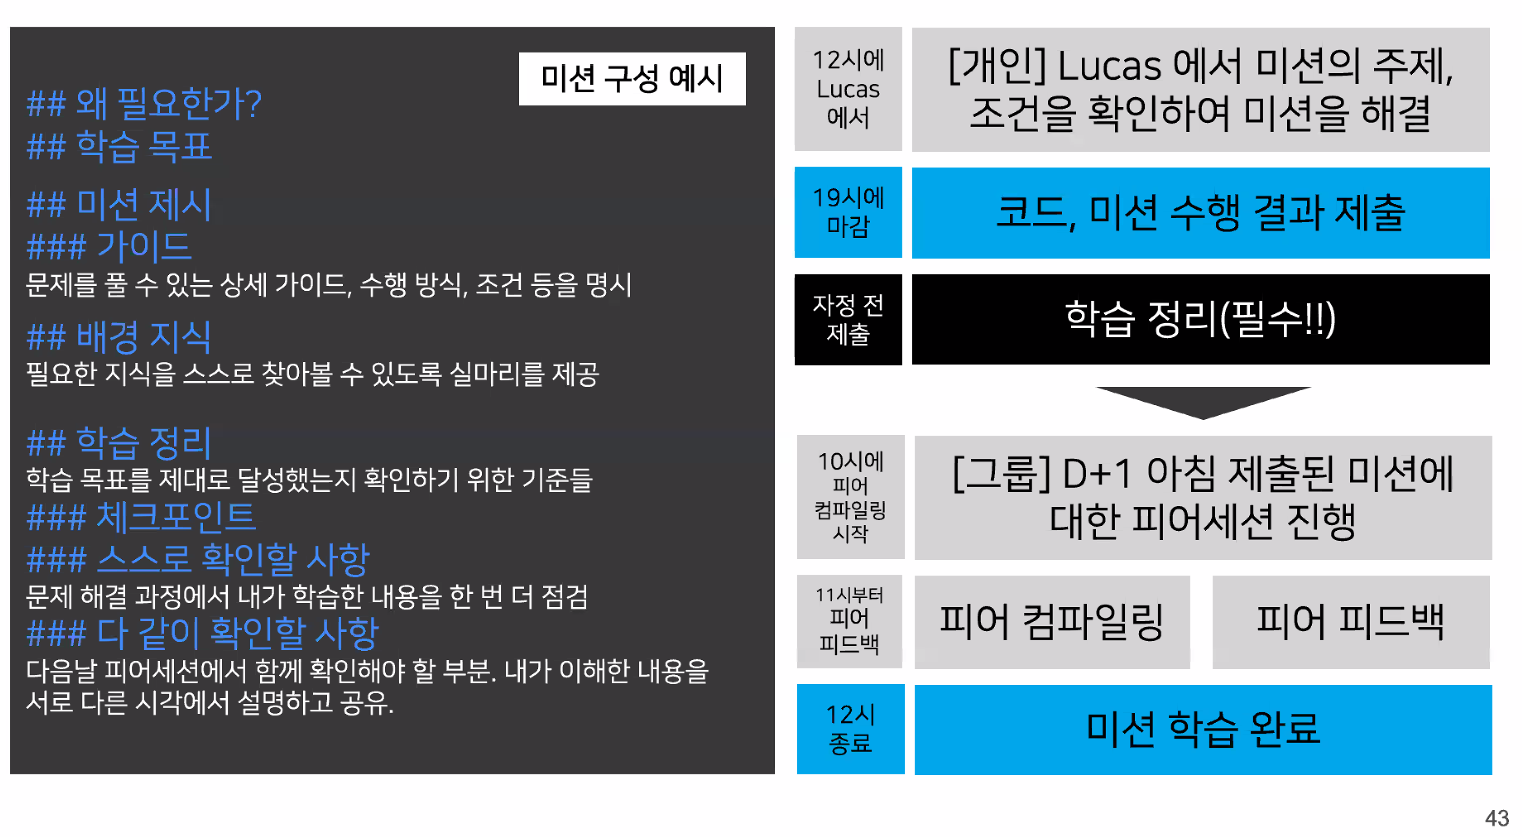 미션 구성 예시
## 왜 필요한가?
## 학습 목표
## 미션 제시
### 가이드
문제를 풀 수 있는 상세 가이드, 수행 방식, 조건 등을 명시
## 배경 지식
필요한 지식을 스스로 찾아볼 수 있도록 실마리를 제공
## 학습 정리
학습 목표를 제대로 달성했는지 확인하기 위한 기준들
### 체크포인트
### 스스로 확인할 사항
문제 해결 과정에서 내가 학습한 내용을 한 번 더 점검
### 다 같이 확인할 사항
다음날 피어세션에서 함께 확인해야 할 부분. 내가 이해한 내용을
서로 다른 시각에서 설명하고 공유.
12시에
Lucas
에서
[개인] Lucas 에서 미션의 주제,
조건을 확인하여 미션을 해결
19시에
마감
코드, 미션 수행 결과 제출
자정 전
제출
학습 정리(필수!!)
10시에
피어
컴파일링
시작
[그룹] D+1 아침 제출된 미션에
대한 피어세션 진행
11시부터
피어
피드백
피어 컴파일링
피어 피드백
12시
종료
미션 학습 완료
43